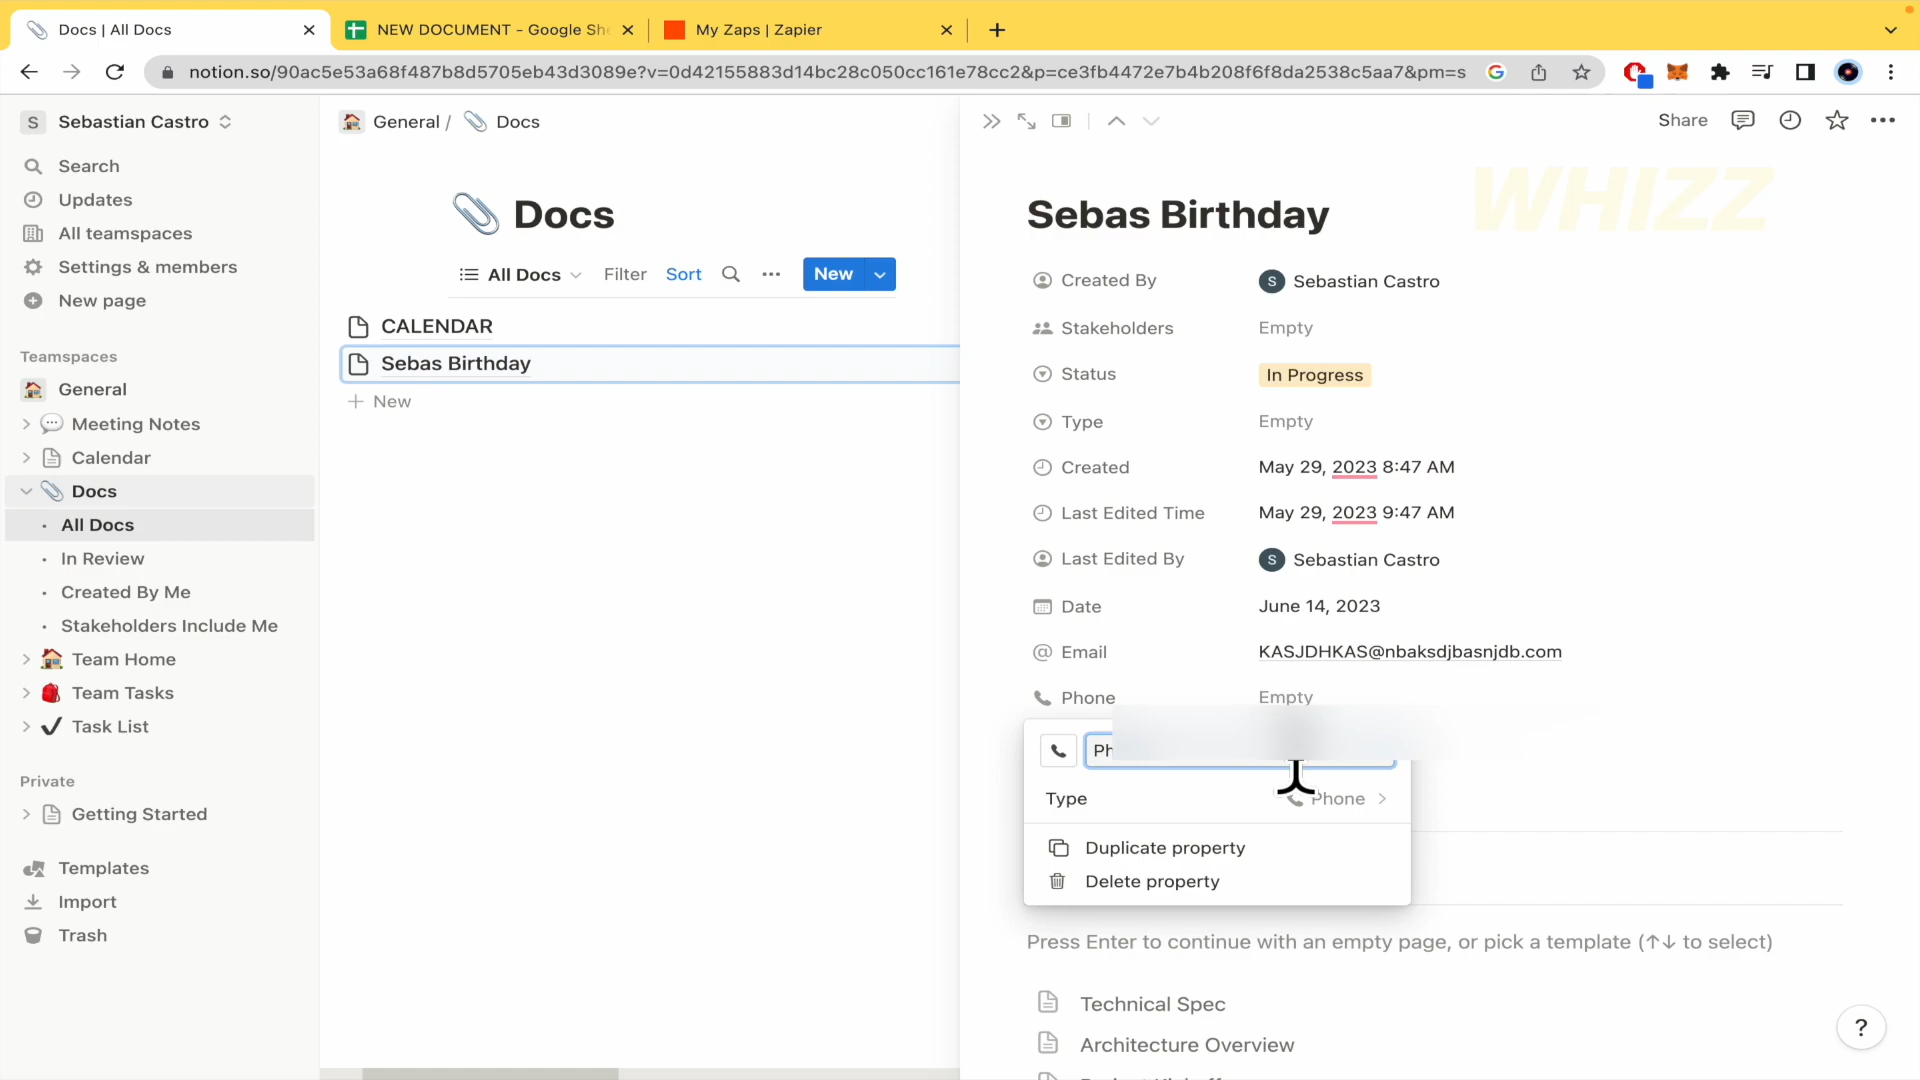 Docs | All Docs
NEW DOCUMENT - Google She
My Zaps | Zapier
notion.so/90ac5e53a68f487b8d5705eb43d3089e?v=0d42155883d14bc28c050cc161e78cc2&p=ce3fb4472e7b4b208f6f8da2538c5aa7&pm=s
S Sebastian Castro
Search
Updates
All teamspaces
Settings & members
New page
Teamspaces
General
Meeting Notes
Calendar
Docs
All Docs
In Review
Created By Me
Stakeholders Include Me
Team Home
Team Tasks
Task List
Private
Getting Started
Templates
Import
Trash
General / Docs
Docs
All Docs Filter Sort New
CALENDAR
Sebas Birthday
+ New
Share
WHIZZ
Sebas Birthday
Created By S Sebastian Castro
Stakeholders Empty
Status In Progress
Type Empty
Created May 29, 2023 8:47 AM
Last Edited Time May 29, 2023 9:47 AM
Last Edited By S Sebastian Castro
Date June 14, 2023
Email KASJDHKAS@nbaksdjbasnjdb.com
Phone Empty
Ph
Type Phone
Duplicate property
Delete property
Press Enter to continue with an empty page, or pick a template (↑↓ to select)
Technical Spec
Architecture Overview
?